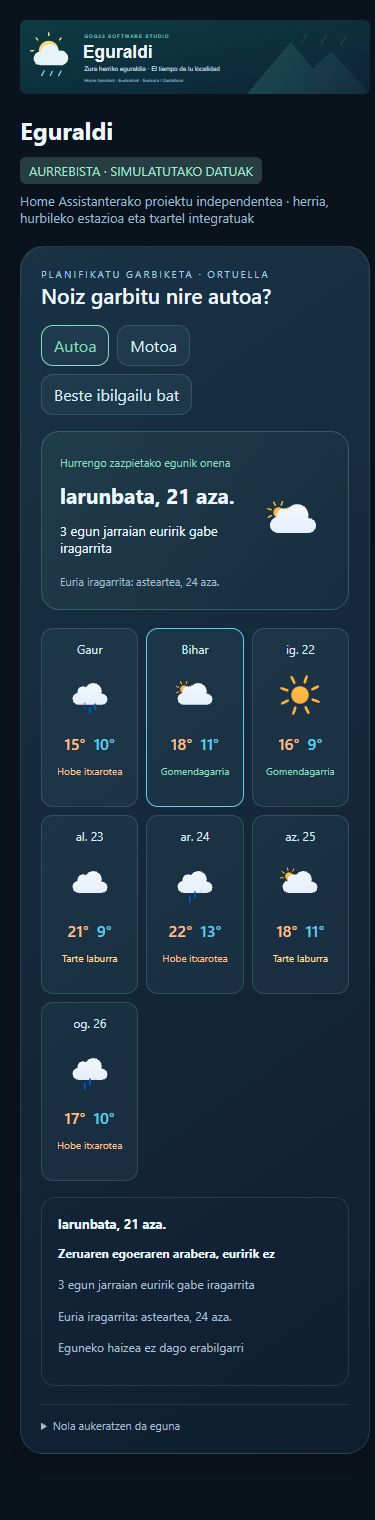 GOG23 SOFTWARE STUDIO
Eguraldi
Zure herriko eguraldia · El tiempo de tu localidad
Home Assistant · Euskalmet · Euskara / Castellano
Eguraldi
AURREBISTA · SIMULATUTAKO DATUAK
Home Assistanterako proiektu independentea · herria,
hurbileko estazioa eta txartel integratuak
PLANIFIKATU GARBIKETA · ORTUELLA
Noiz garbitu nire autoa?
Autoa
Motoa
Beste ibilgailu bat
Hurrengo zazpietako egunik onena
larunbata, 21 aza.
3 egun jarraian euririk gabe
iragarrita
Euria iragarrita: asteartea, 24 aza.
Gaur
Bihar
ig. 22
15° 10°
18° 11°
16° 9°
Hobe itxarotea
Gomendagarria
Gomendagarria
al. 23
ar. 24
az. 25
21° 9°
22° 13°
18° 11°
Tarte laburra
Hobe itxarotea
Tarte laburra
og. 26
17° 10°
Hobe itxarotea
larunbata, 21 aza.
Zeruaren egoeraren arabera, euririk ez
3 egun jarraian euririk gabe iragarrita
Euria iragarrita: asteartea, 24 aza.
Eguneko haizea ez dago erabilgarri
Nola aukeratzen da eguna